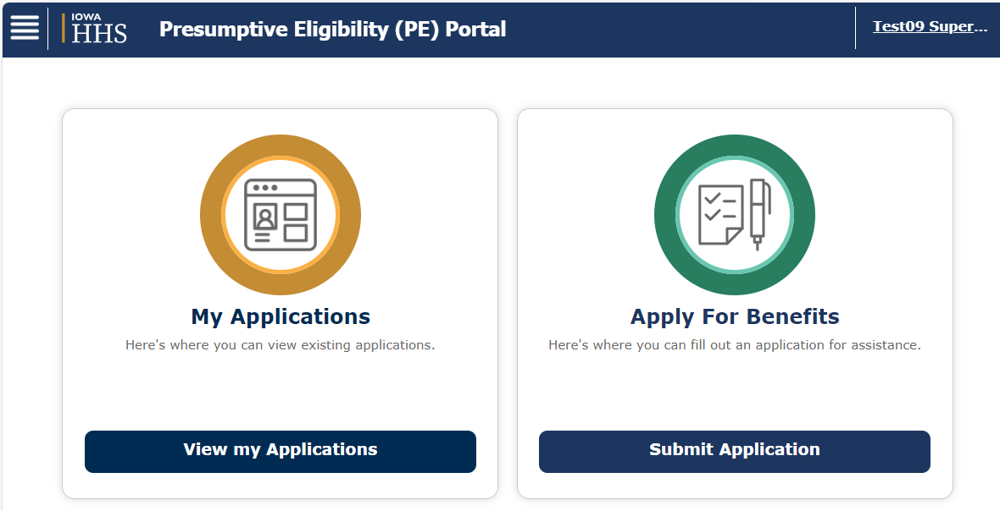 IOWA
HHS
Presumptive Eligibility (PE) Portal
Test09 Super...
My Applications
Here's where you can view existing applications.
View my Applications
Apply For Benefits
Here's where you can fill out an application for assistance.
Submit Application